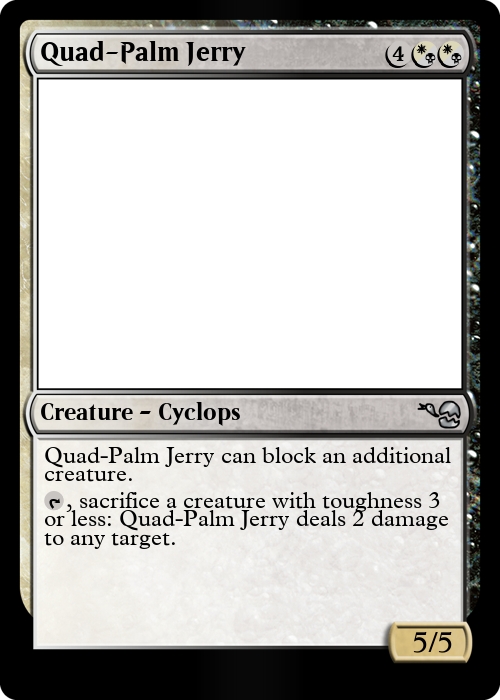 Quad-Palm Jerry 4
Creature - Cyclops
Quad-Palm Jerry can block an additional
creature.
, sacrifice a creature with toughness 3
or less: Quad-Palm Jerry deals 2 damage
to any target.
5/5